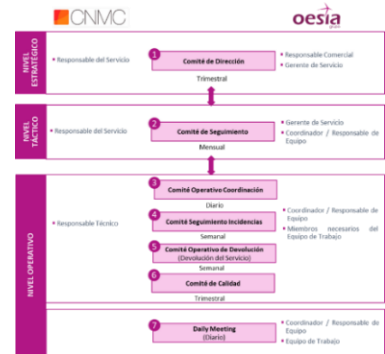 CNMC
oesía
NIVEL ESTRATÉGICO
Responsable del Servicio
1
Comité de Dirección
Trimestral
Responsable Comercial
Gerente de Servicio
NIVEL TÁCTICO
Responsable del Servicio
2
Comité de Seguimiento
Mensual
Gerente de Servicio
Coordinador / Responsable de
Equipo
NIVEL OPERATIVO
Responsable Técnico
3
Comité Operativo Coordinación
Diario
4
Comité Seguimiento Incidencias
Semanal
5
Comité Operativo de Devolución
(Devolución del Servicio)
Semanal
6
Comité de Calidad
Trimestral
Coordinador / Responsable de
Equipo
Miembros necesarios del
Equipo de Trabajo
7
Daily Meeting
(Diario)
Coordinador / Responsable de
Equipo
Equipo de Trabajo